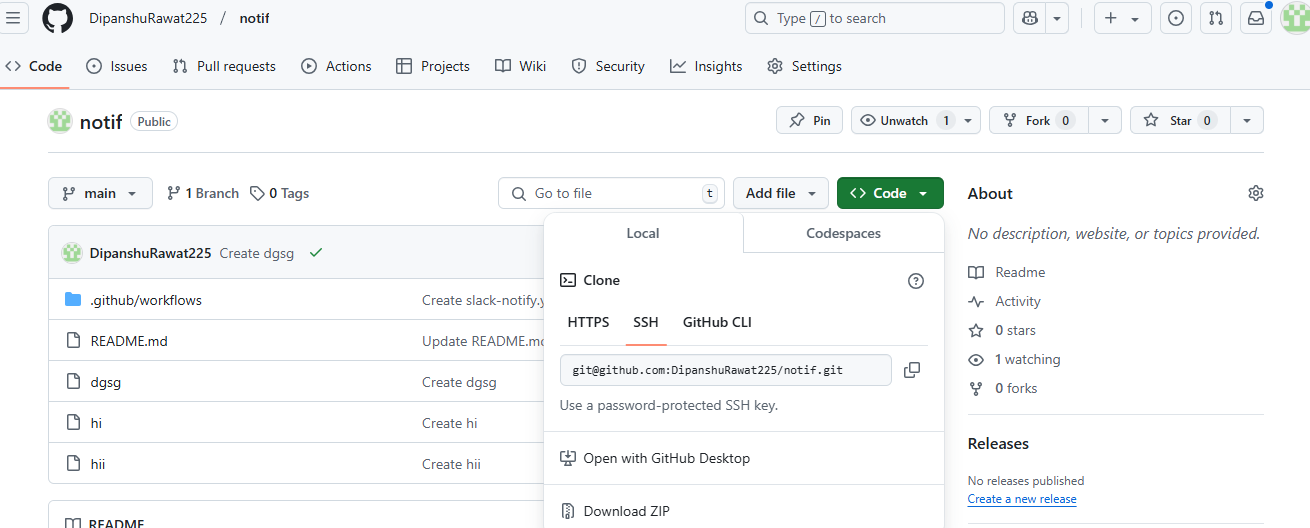 DipanshuRawat225 / notif
Type / to search
Code Issues Pull requests Actions Projects Wiki Security Insights Settings
notif Public
Pin Unwatch 1 Fork 0 Star 0
main 1 Branch 0 Tags Go to file t Add file Code
About
No description, website, or topics provided.
Readme
Activity
0 stars
1 watching
0 forks
Releases
No releases published
Create a new release
DipanshuRawat225 Create dgsg
.github/workflows Create slack-notify.y
README.md Update README.md
dgsg Create dgsg
hi Create hi
hii Create hii
README
Local Codespaces
Clone
HTTPS SSH GitHub CLI
git@github.com:DipanshuRawat225/notif.git
Use a password-protected SSH key.
Open with GitHub Desktop
Download ZIP